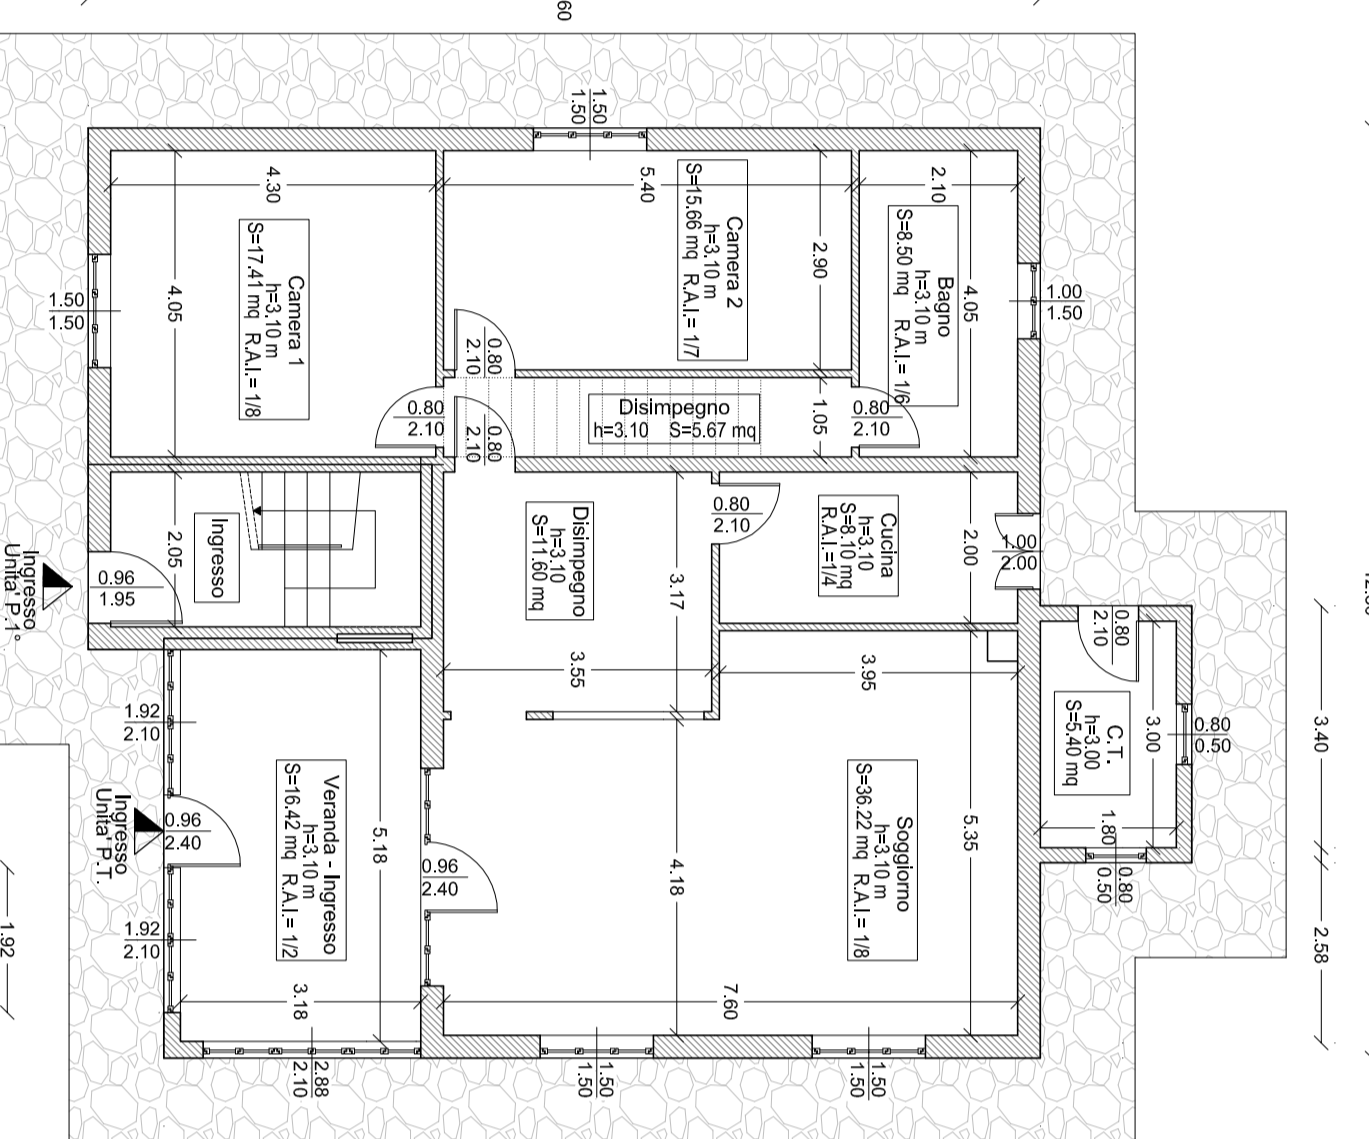 60
1.50
1.50
4.30
5.40
2.10
Camera 1
h=3.10 m
S=17.41 mq R.A.I.= 1/8
4.05
1.50
1.50
Camera 2
h=3.10 m
S=15.66 mq R.A.I.= 1/7
2.90
Bagno
h=3.10 m
S=8.50 mq R.A.I.= 1/6
4.05
1.00
1.50
0.80
2.10
0.80
2.10
0.80
2.10
Disimpegno
h=3.10 S=5.67 mq
1.05
0.80
2.10
Ingresso
2.05
0.96
1.95
Ingresso
Unita' P.1°
Disimpegno
h=3.10
S=11.60 mq
3.17
3.55
0.80
2.10
Cucina
h=3.10
S=8.10 mq
R.A.I.=1/4
2.00
1.00
2.00
3.95
0.80
2.10
C.T.
h=3.00
S=5.40 mq
3.00
0.80
0.50
1.80
0.80
0.50
3.40
2.58
1.92
2.10
0.96
2.40
Ingresso
Unita' P.T.
1.92
2.10
Veranda - Ingresso
h=3.10 m
S=16.42 mq R.A.I.= 1/2
5.18
3.18
2.88
2.10
0.96
2.40
4.18
Soggiorno
h=3.10 m
S=36.22 mq R.A.I.= 1/8
5.35
7.60
1.50
1.50
1.50
1.50
1.92